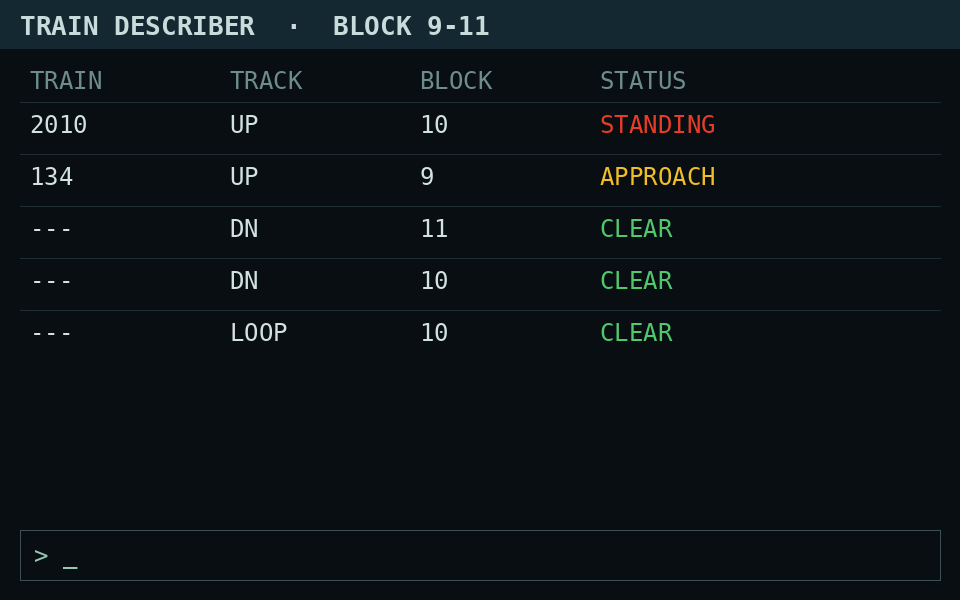 TRAIN DESCRIBER · BLOCK 9-11
TRAIN TRACK BLOCK STATUS
2010 UP 10 STANDING
134 UP 9 APPROACH
--- DN 11 CLEAR
--- DN 10 CLEAR
--- LOOP 10 CLEAR
> _